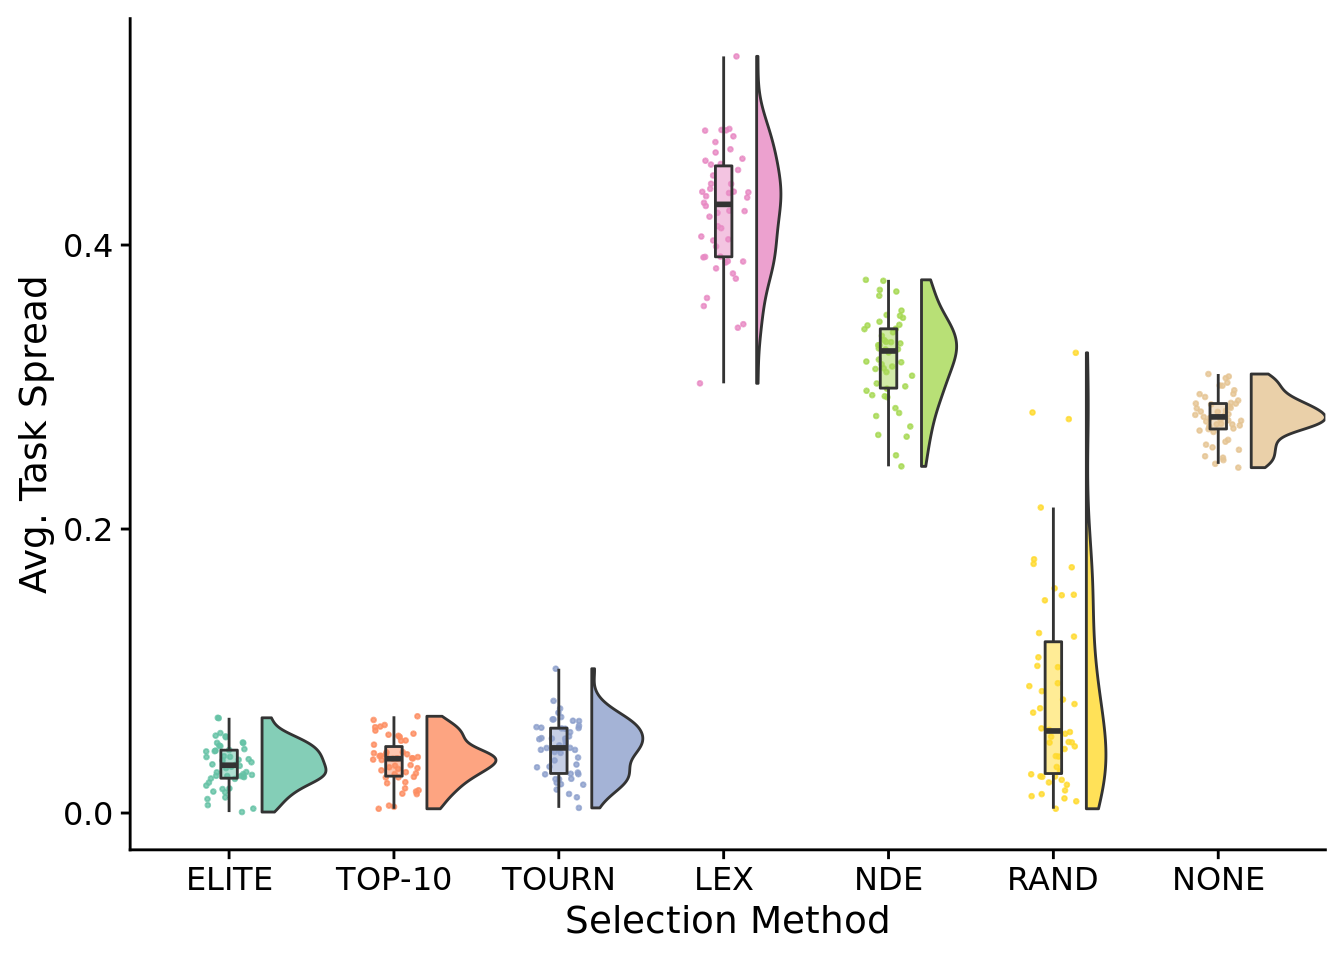 Avg. Task Spread
0.4
0.2
0.0
ELITE TOP-10 TOURN LEX NDE RAND NONE
Selection Method